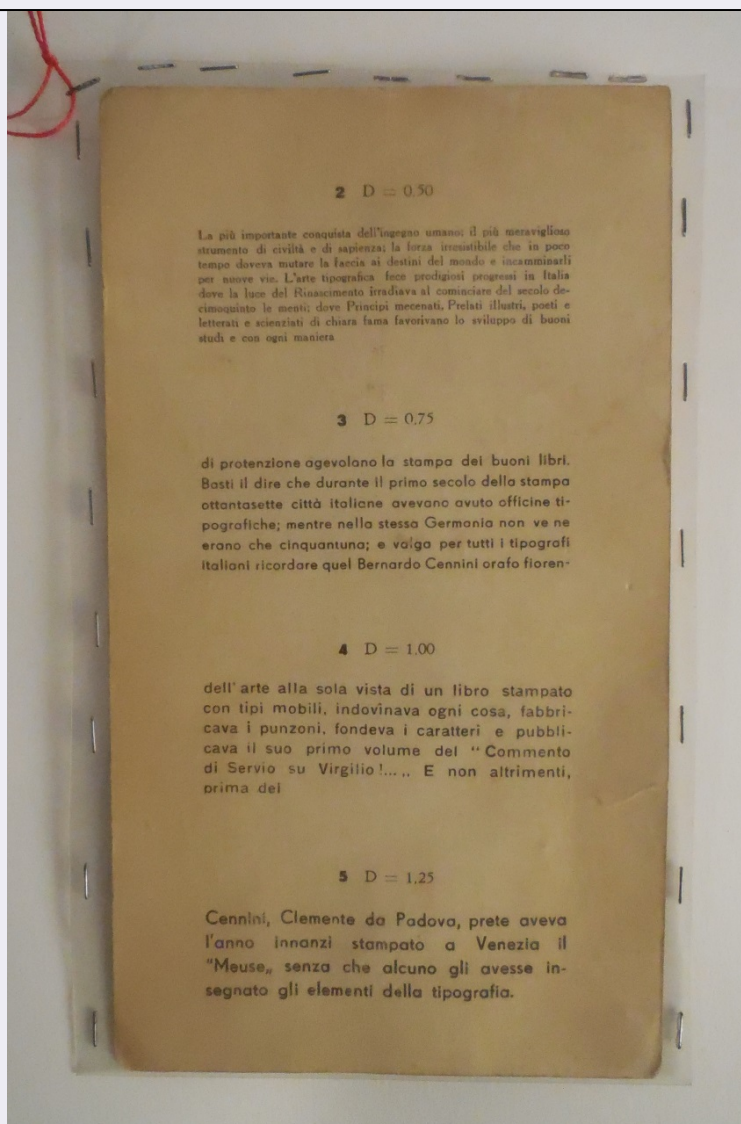 2 D = 0.50
La più importante conquista dell'ingegno umano; il più meraviglioso
strumento di civiltà e di sapienza; la forza irresistibile che in poco
tempo doveva mutare la faccia ai destini del mondo e incamminarli
per nuove vie. L'arte tipografica fece prodigiosi progressi in Italia
dove la luce del Rinascimento irradiava al cominciare del secolo de-
cimoquinto le menti; dove Principi mecenati, Prelati illustri, poeti e
letterati e scienziati di chiara fama favorivano lo sviluppo di buoni
studi e con ogni maniera
3 D = 0,75
di protenzione agevolano la stampa dei buoni libri.
Basti il dire che durante il primo secolo della stampa
ottantasette città italiane avevano avuto officine ti-
pografiche; mentre nella stessa Germania non ve ne
erano che cinquantuna; e valga per tutti i tipografi
italiani ricordare quel Bernardo Cennini orafo fioren-
4 D = 1.00
dell'arte alla sola vista di un libro stampato
con tipi mobili, indovinava ogni cosa, fabbri-
cava i punzoni, fondeva i caratteri e pubbli-
cava il suo primo volume del "Commento
di Servio su Virgilio!...„ E non altrimenti,
prima del
5 D = 1,25
Cennini, Clemente da Padova, prete aveva
l'anno innanzi stampato a Venezia il
"Meuse„ senza che alcuno gli avesse in-
segnato gli elementi della tipografia.